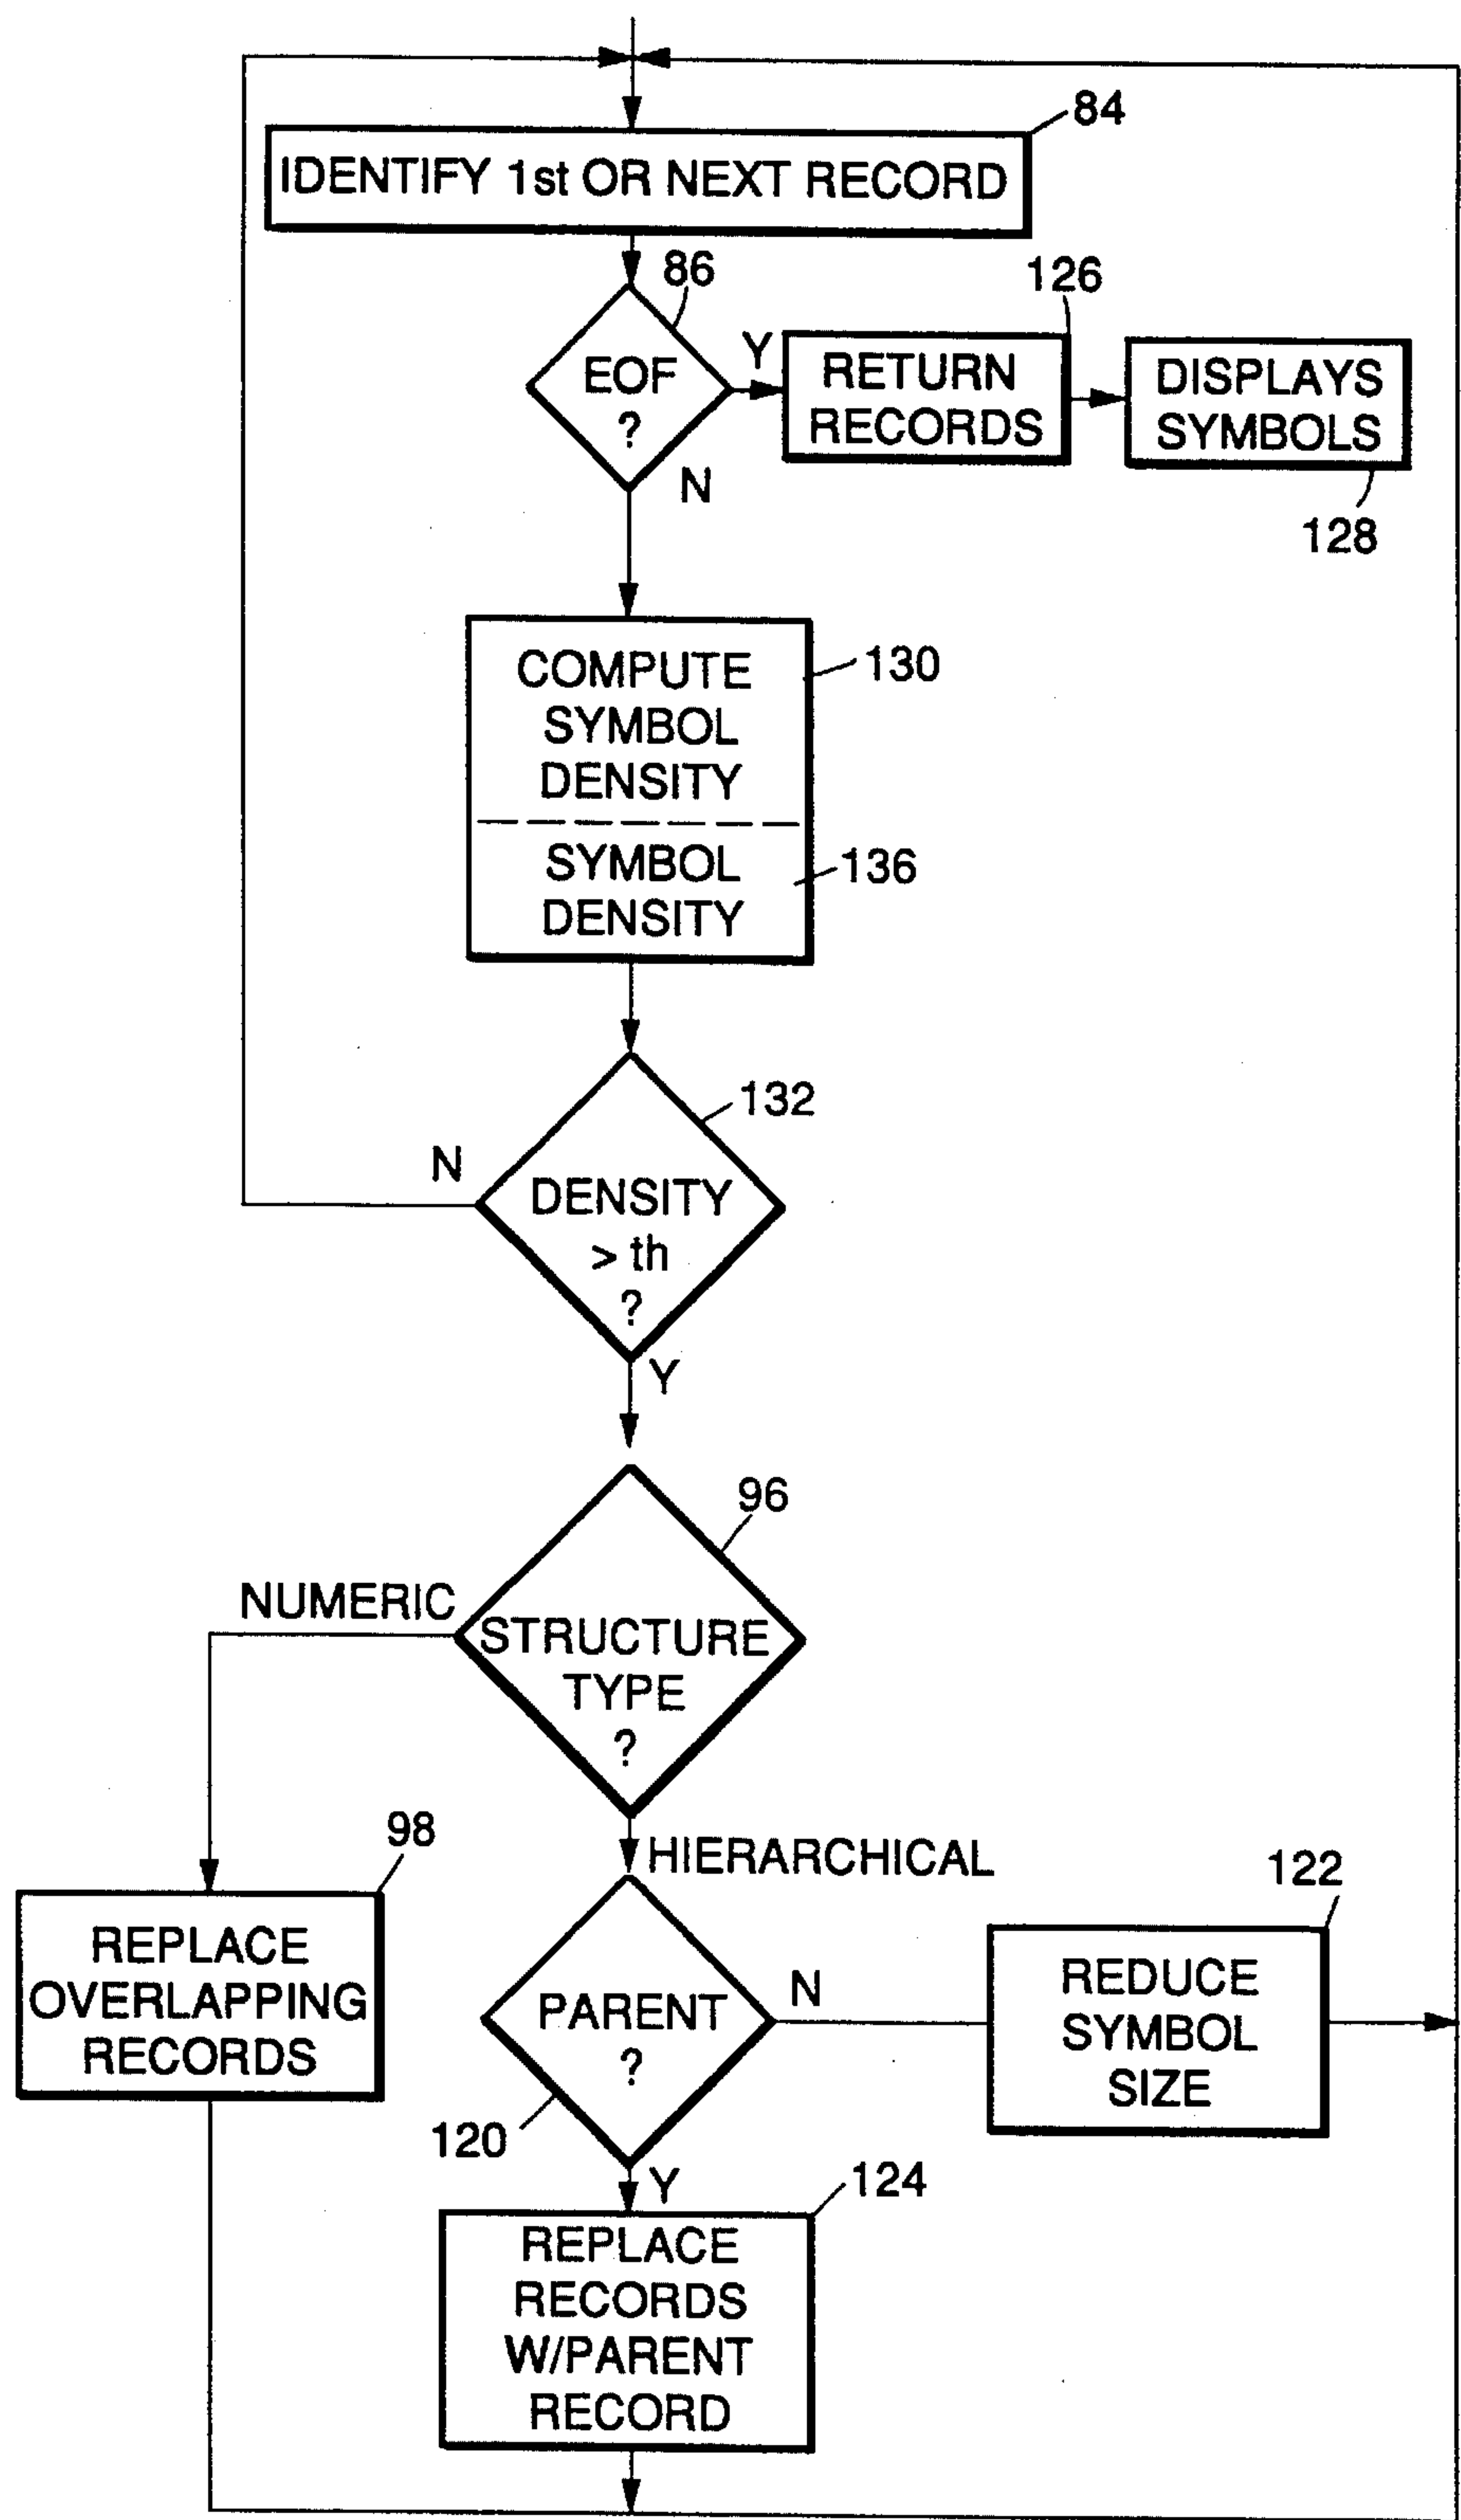 84
IDENTIFY 1st OR NEXT RECORD
86
126
EOF
?
Y
N
RETURN
RECORDS
DISPLAYS
SYMBOLS
128
COMPUTE
SYMBOL
DENSITY
130
SYMBOL
DENSITY
136
132
N
DENSITY
> th
?
Y
96
NUMERIC
STRUCTURE
TYPE
?
98
HIERARCHICAL
122
REPLACE
OVERLAPPING
RECORDS
PARENT
?
N
REDUCE
SYMBOL
SIZE
120
Y
124
REPLACE
RECORDS
W/PARENT
RECORD